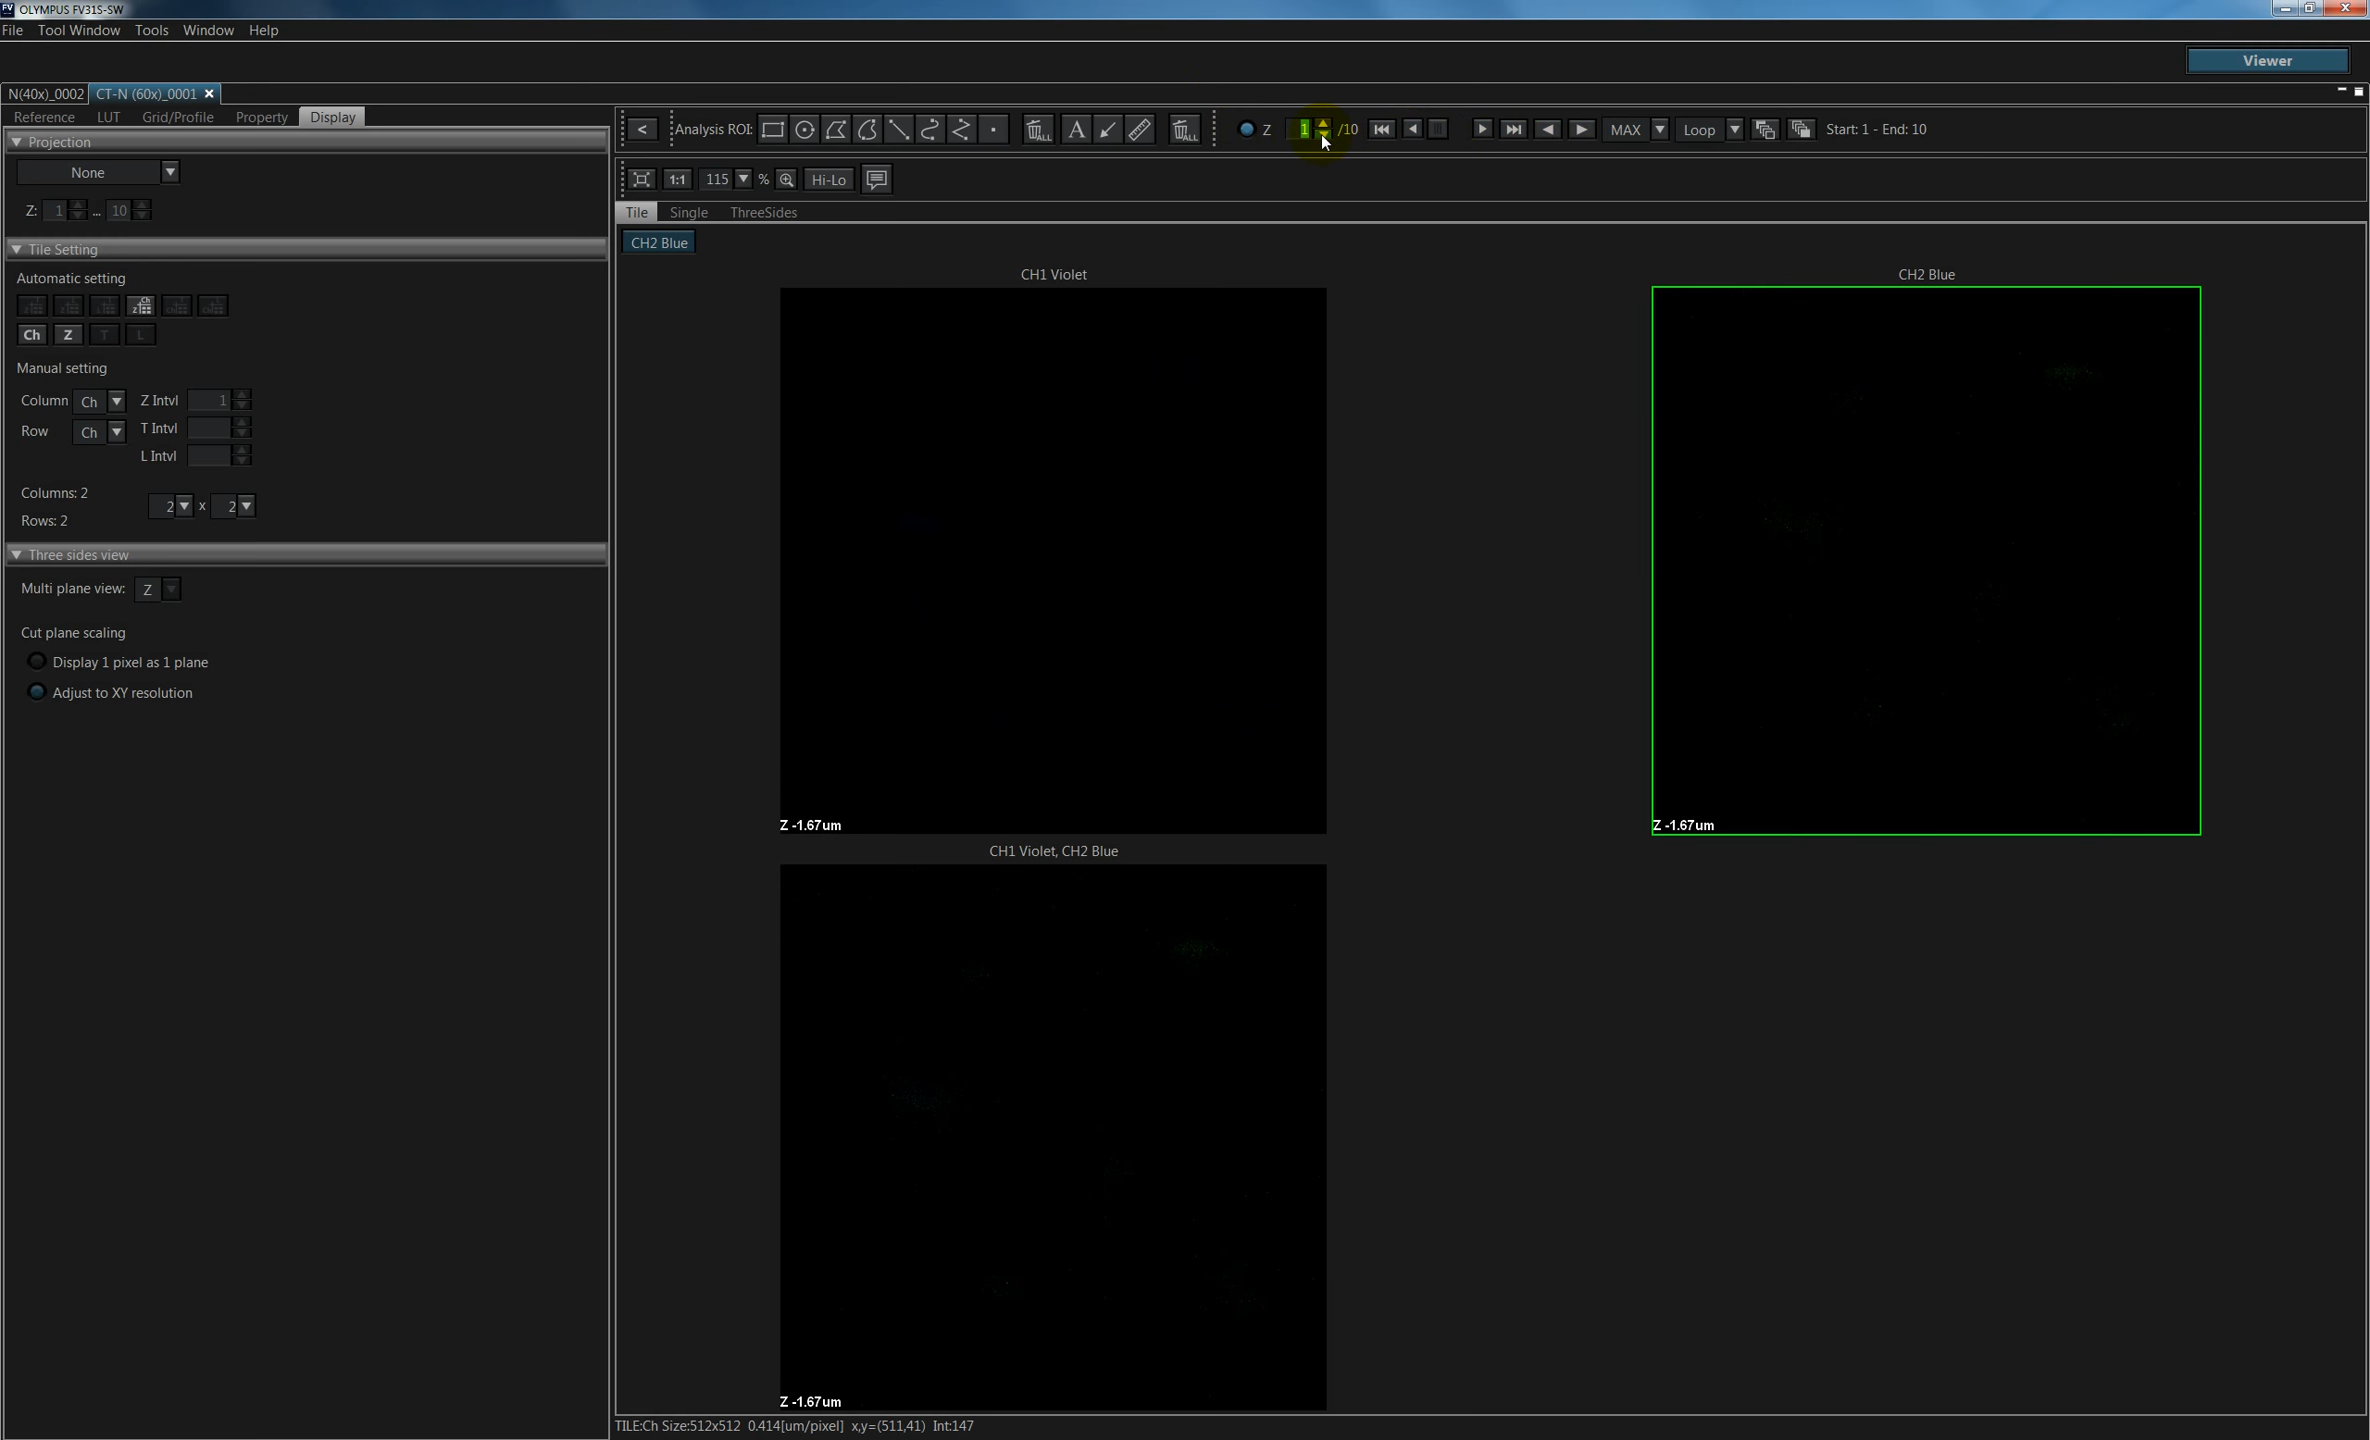 OLYMPUS FV31S-SW
File Tool Window Tools Window Help
Viewer
N(40x)_0002 CT-N (60x)_0001
Reference LUT Grid/Profile Property Display
< Analysis ROI: ALL A ALL Z 1 /10 MAX Loop Start: 1 - End: 10
Projection
None
Z: 1 ... 10
1:1 115 % Hi-Lo
Tile Single ThreeSides
CH2 Blue
Tile Setting
Automatic setting
Ch Z T L
Manual setting
Column Ch Z Intvl 1
Row Ch T Intvl
L Intvl
Columns: 2
Rows: 2
2 x 2
Three sides view
Multi plane view: Z
Cut plane scaling
Display 1 pixel as 1 plane
Adjust to XY resolution
CH1 Violet
CH2 Blue
Z -1.67um
Z -1.67um
CH1 Violet, CH2 Blue
Z -1.67um
TILE:Ch Size:512x512 0.414[um/pixel] x,y=(511,41) Int:147